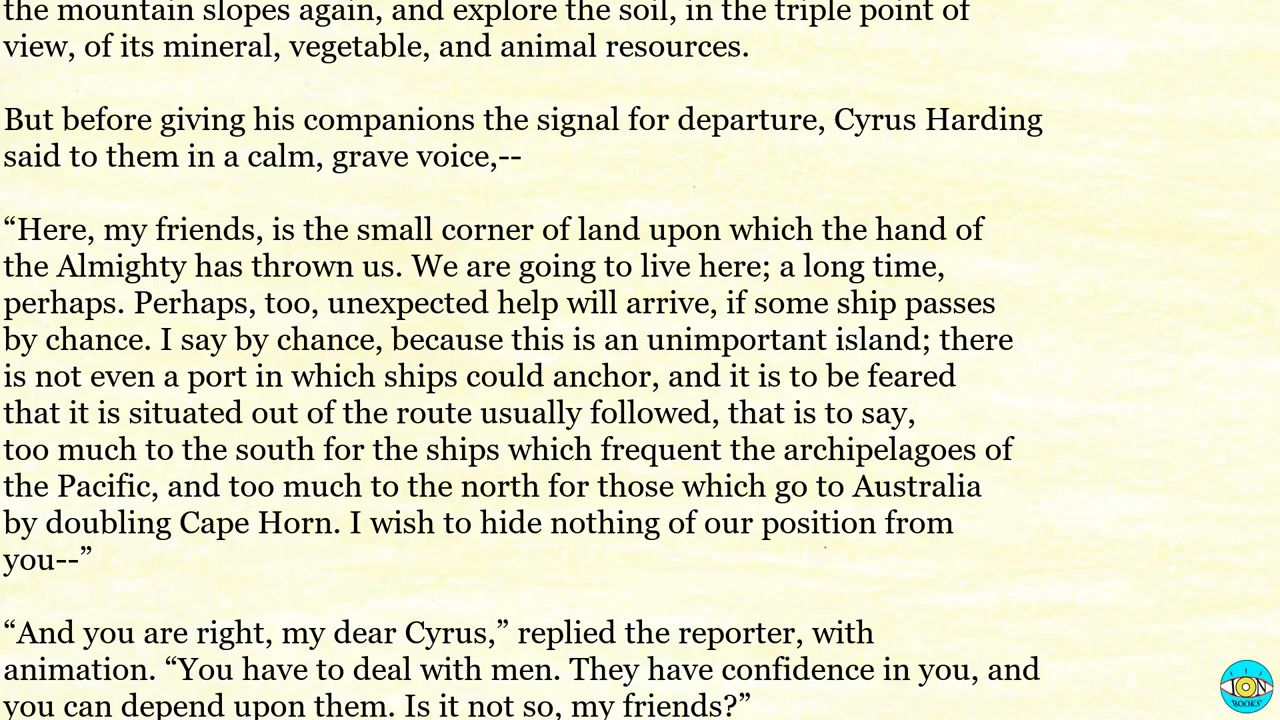 the mountain slopes again, and explore the soil, in the triple point of
view, of its mineral, vegetable, and animal resources.
But before giving his companions the signal for departure, Cyrus Harding
said to them in a calm, grave voice,--
“Here, my friends, is the small corner of land upon which the hand of
the Almighty has thrown us. We are going to live here; a long time,
perhaps. Perhaps, too, unexpected help will arrive, if some ship passes
by chance. I say by chance, because this is an unimportant island; there
is not even a port in which ships could anchor, and it is to be feared
that it is situated out of the route usually followed, that is to say,
too much to the south for the ships which frequent the archipelagoes of
the Pacific, and too much to the north for those which go to Australia
by doubling Cape Horn. I wish to hide nothing of our position from
you--”
“And you are right, my dear Cyrus,” replied the reporter, with
animation. “You have to deal with men. They have confidence in you, and
you can depend upon them. Is it not so, my friends?”
ION
BOOKS